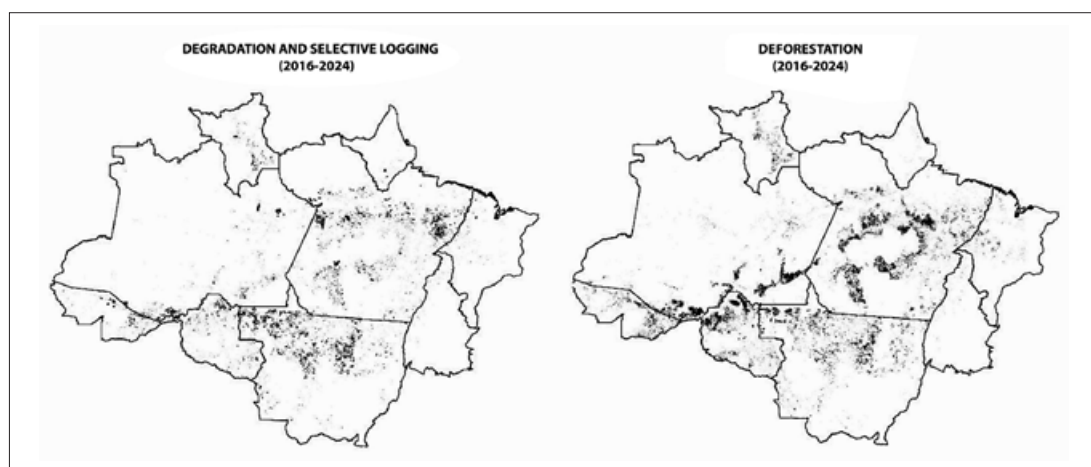 DEGRADATION AND SELECTIVE LOGGING
(2016-2024)
DEFORESTATION
(2016-2024)